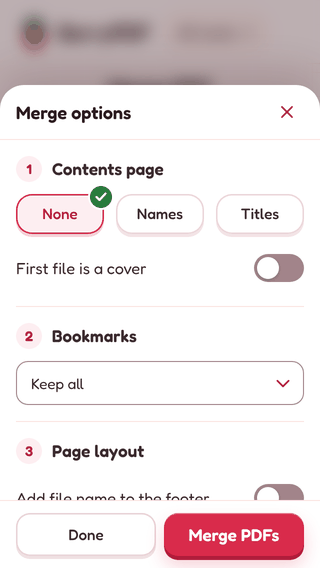 Merge options
1 Contents page
None Names Titles
First file is a cover
2 Bookmarks
Keep all
3 Page layout
Add file name to the footer
Done Merge PDFs